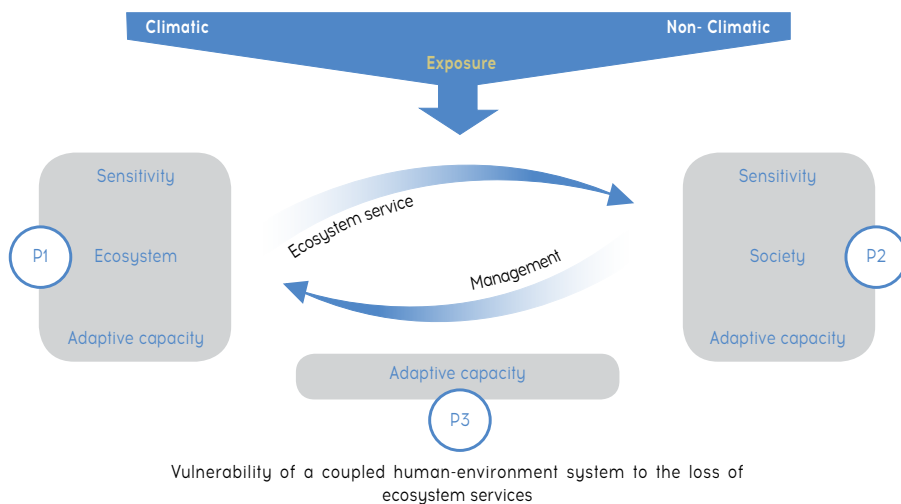 Climatic
Non- Climatic
Exposure
Sensitivity
P1
Ecosystem
Adaptive capacity
Ecosystem service
Management
Sensitivity
Society
P2
Adaptive capacity
Adaptive capacity
P3
Vulnerability of a coupled human-environment system to the loss of
ecosystem services